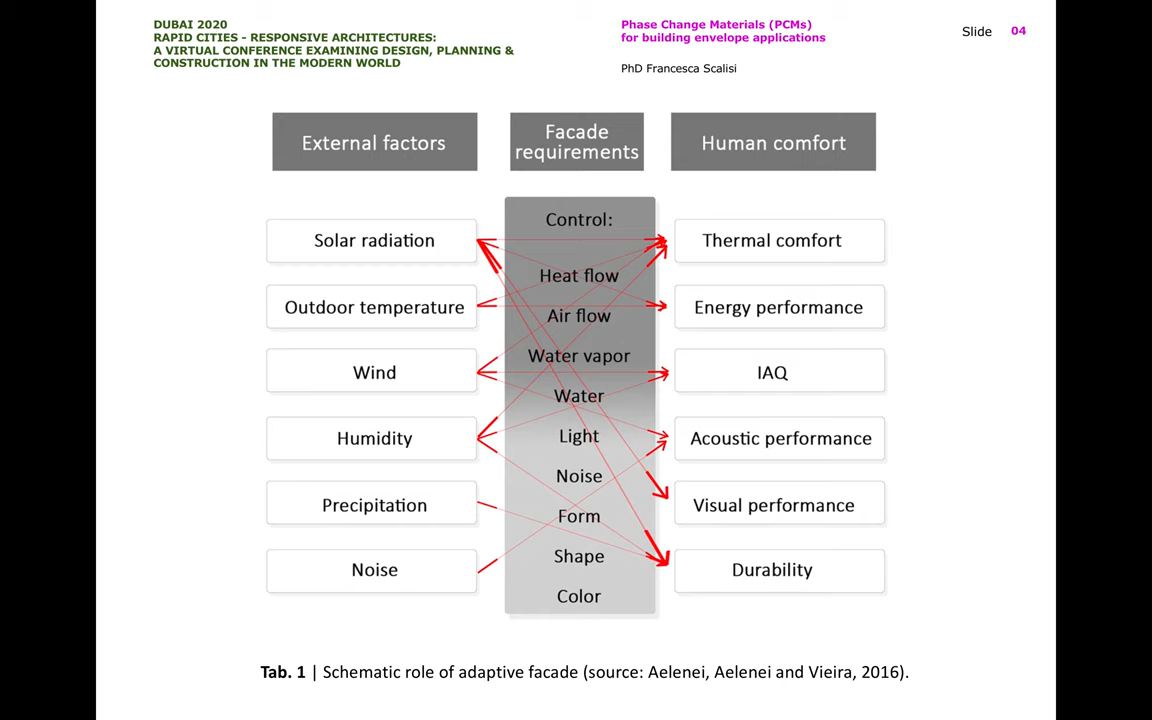 DUBAI 2020
RAPID CITIES - RESPONSIVE ARCHITECTURES:
A VIRTUAL CONFERENCE EXAMINING DESIGN, PLANNING &
CONSTRUCTION IN THE MODERN WORLD
Phase Change Materials (PCMs)
for building envelope applications
PhD Francesca Scalisi
Slide 04
External factors
Facade
requirements
Human comfort
Solar radiation
Outdoor temperature
Wind
Humidity
Precipitation
Noise
Control:
Heat flow
Air flow
Water vapor
Water
Light
Noise
Form
Shape
Color
Thermal comfort
Energy performance
IAQ
Acoustic performance
Visual performance
Durability
Tab. 1 | Schematic role of adaptive facade (source: Aelenei, Aelenei and Vieira, 2016).